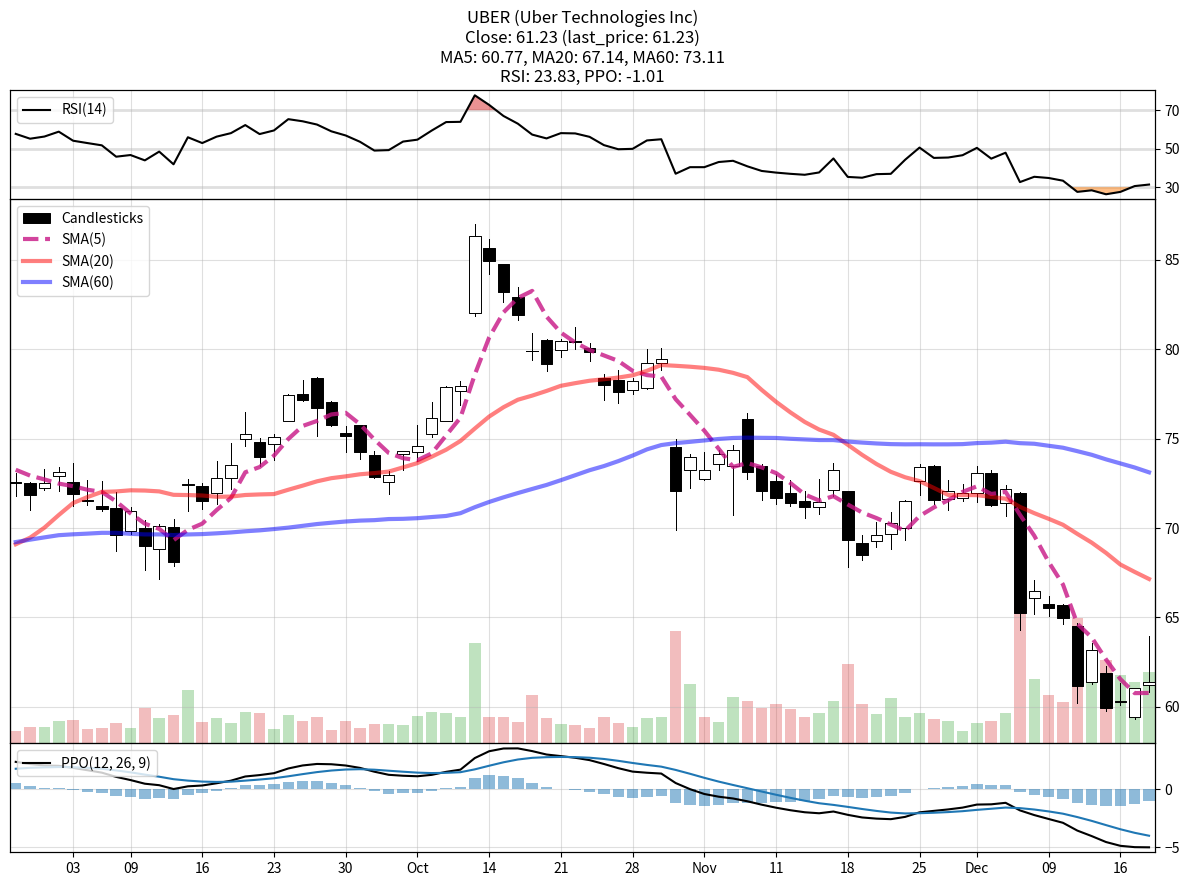 UBER (Uber Technologies Inc)
Close: 61.23 (last_price: 61.23)
MA5: 60.77, MA20: 67.14, MA60: 73.11
RSI: 23.83, PPO: -1.01
RSI(14)
70
50
30
Candlesticks
SMA(5)
SMA(20)
SMA(60)
85
80
75
70
65
60
PPO(12, 26, 9)
0
−5
03 09 16 23 30 Oct 14 21 28 Nov 11 18 25 Dec 09 16